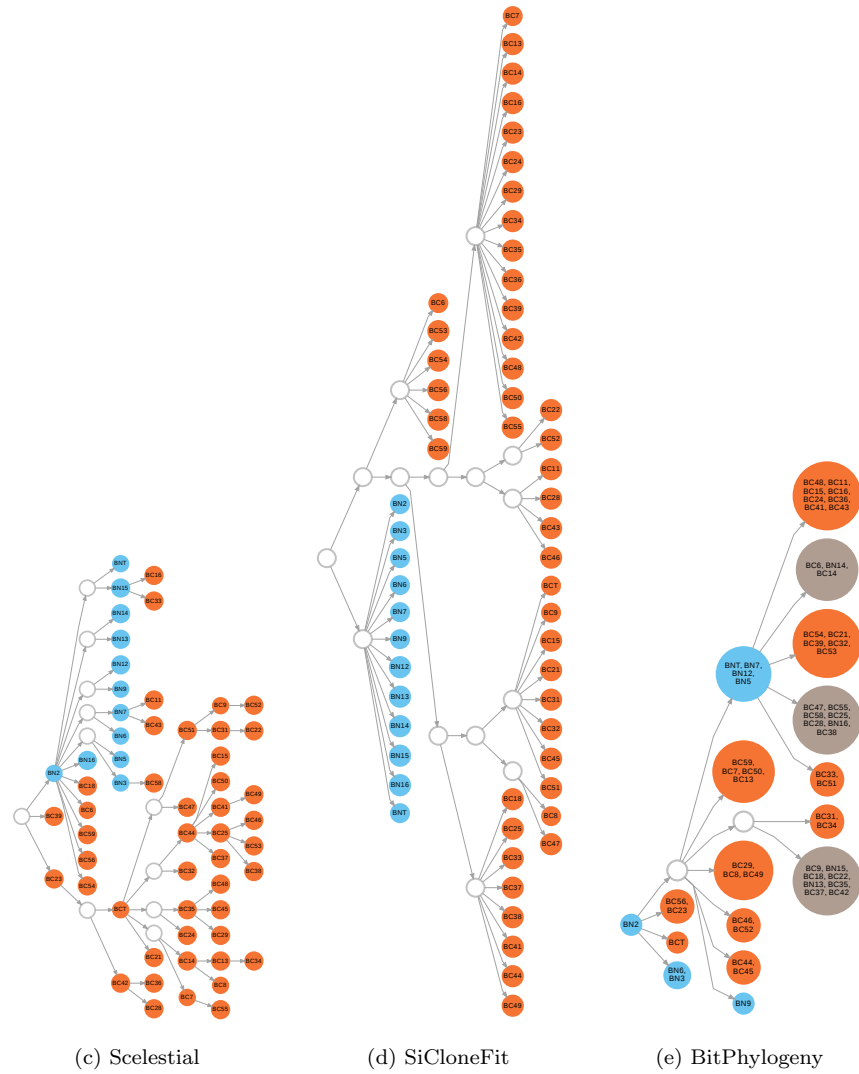 BNT
BN15
BC16
BC33
BN14
BN13
BN12
BN9
BN7
BC11
BC43
BN6
BN5
BN2
BN16
BN3
BC58
BC18
BC6
BC39
BC59
BC56
BC23
BC54
BC9
BC52
BC51
BC31
BC22
BC15
BC50
BC49
BC47
BC41
BC46
BC44
BC25
BC53
BC37
BC38
BC32
BC48
BCT
BC35
BC45
BC24
BC29
BC21
BC14
BC13
BC34
BC42
BC36
BC8
BC7
BC28
BC55
(c) Scelestial
BC7
BC13
BC14
BC16
BC23
BC24
BC29
BC34
BC35
BC36
BC39
BC42
BC48
BC50
BC55
BC6
BC53
BC54
BC56
BC58
BC59
BC22
BC52
BC11
BC28
BC43
BC46
BN2
BN3
BN5
BN6
BN7
BN9
BN12
BN13
BN14
BN15
BN16
BNT
BCT
BC9
BC15
BC21
BC31
BC32
BC45
BC51
BC8
BC47
BC18
BC25
BC33
BC37
BC38
BC41
BC44
BC49
(d) SiCloneFit
BC48, BC11,
BC15, BC16,
BC24, BC36,
BC41, BC43
BC6, BN14,
BC14
BC54, BC21,
BC39, BC32,
BC53
BNT, BN7,
BN12,
BN5
BC47, BC55,
BC58, BC25,
BC28, BN16,
BC38
BC33,
BC51
BC59,
BC7, BC50,
BC13
BC31,
BC34
BC29,
BC8, BC49
BC9, BN15,
BC18, BC22,
BN13, BC35,
BC37, BC42
BC56,
BC23
BN2
BC46,
BC52
BCT
BC44,
BC45
BN6,
BN3
BN9
(e) BitPhylogeny